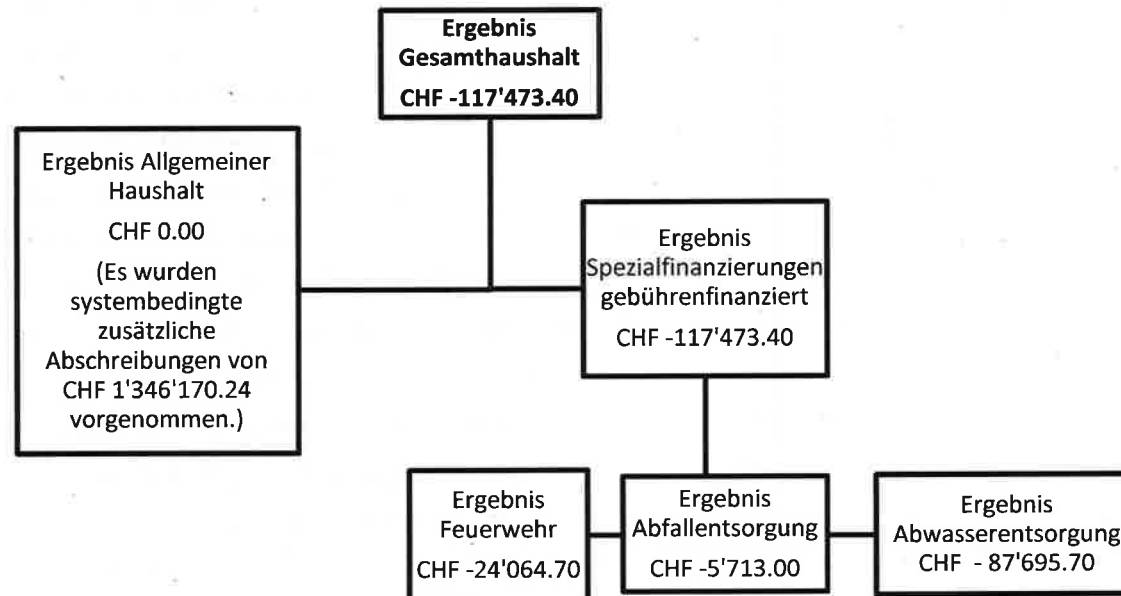 Ergebnis
Gesamthaushalt
CHF -117'473.40
Ergebnis Allgemeiner
Haushalt
CHF 0.00
(Es wurden
systembedingte
zusätzliche
Abschreibungen von
CHF 1'346'170.24
vorgenommen.)
Ergebnis
Spezialfinanzierungen
gebührenfinanziert
CHF -117'473.40
Ergebnis
Feuerwehr
CHF -24'064.70
Ergebnis
Abfallentsorgung
CHF -5'713.00
Ergebnis
Abwasserentsorgung
CHF - 87'695.70